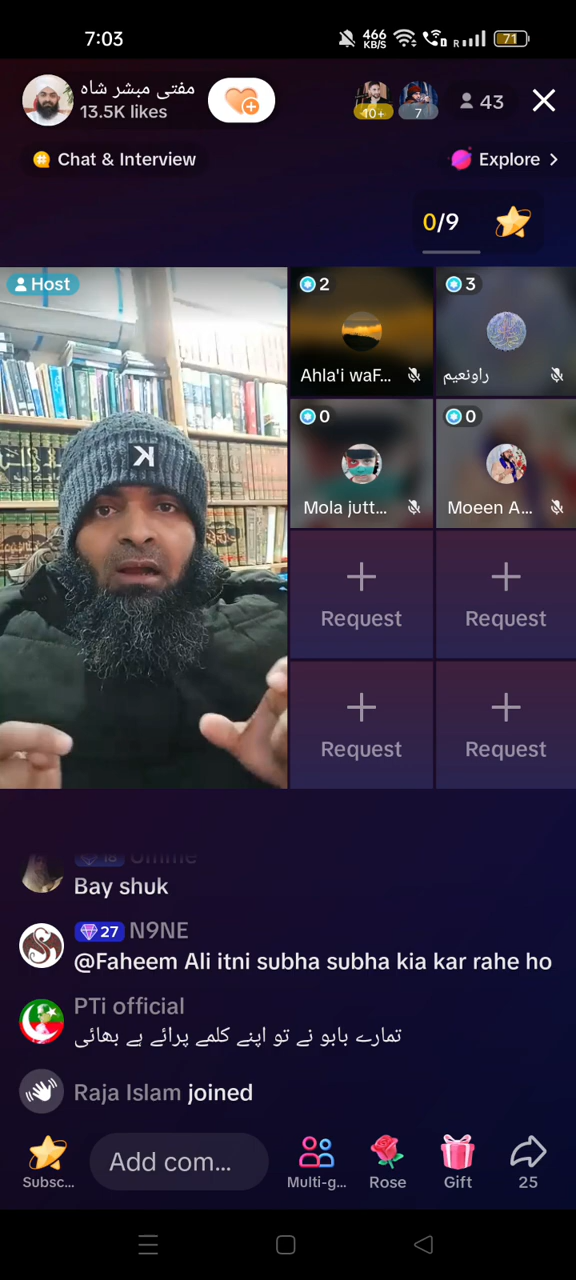 7:03
466
KB/S
R
71
مفتی مبشر شاہ
13.5K likes
10+
7
43
# Chat & Interview
Explore
0/9
Host
2
Ahla'i waF...
3
راونعیم
0
Mola jutt...
0
Moeen A...
K
Request
Request
Request
Request
18 Umme
Bay shuk
27 N9NE
@Faheem Ali itni subha subha kia kar rahe ho
PTi official
تمارے بابو نے تو اپنے کلمے پرائے ہے بھائی
Raja Islam joined
Subsc...
Add com...
Multi-g...
Rose
Gift
25